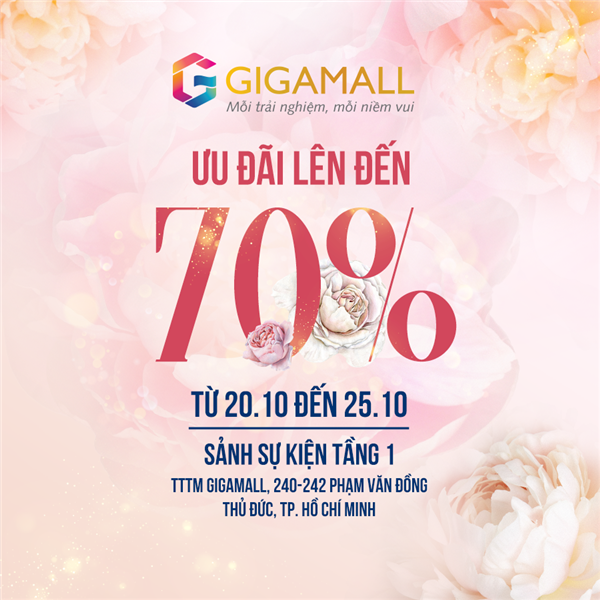 GIGAMALL
Mỗi trải nghiệm, mỗi niềm vui
ƯU ĐÃI LÊN ĐẾN
70%
TỪ 20.10 ĐẾN 25.10
SẢNH SỰ KIỆN TẦNG 1
TTTM GIGAMALL, 240-242 PHẠM VĂN ĐỒNG
THỦ ĐỨC, TP. HỒ CHÍ MINH